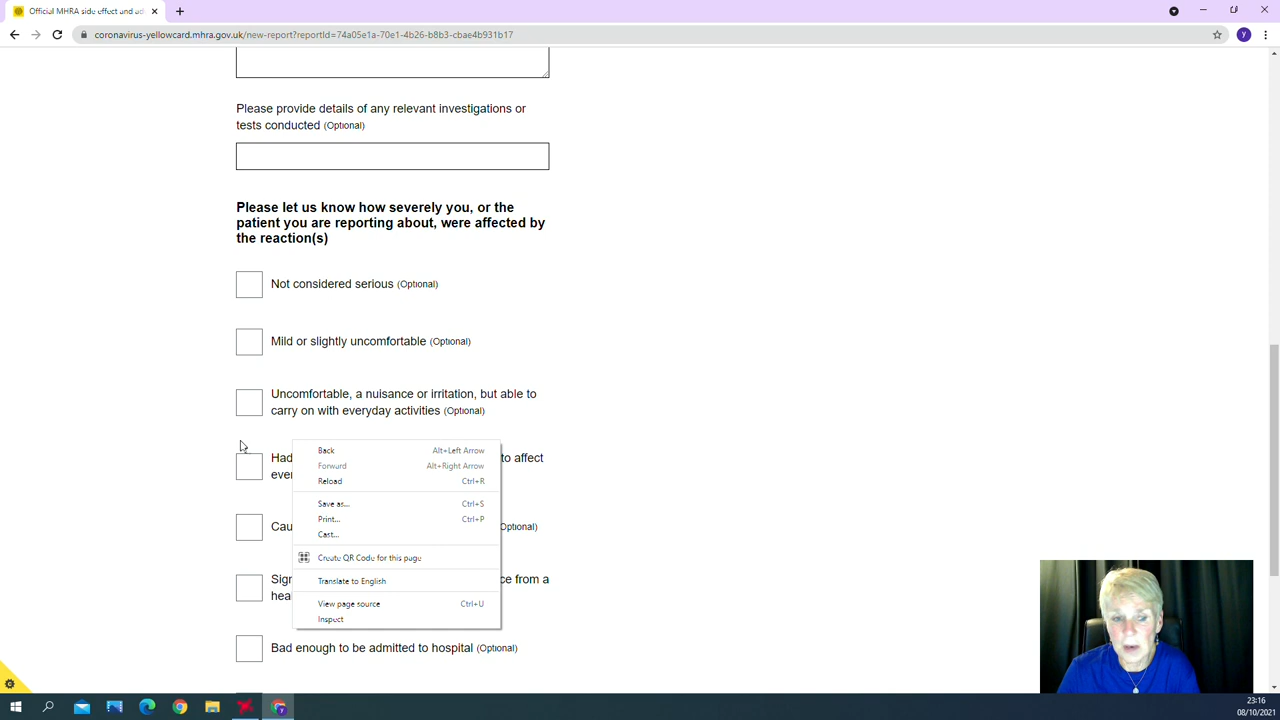 Official MHRA side effect and ad
coronavirus-yellowcard.mhra.gov.uk/new-report?reportId=74a05e1a-70e1-4b26-b8b3-cbae4b931b17
Y
Please provide details of any relevant investigations or
tests conducted (Optional)
Please let us know how severely you, or the
patient you are reporting about, were affected by
the reaction(s)
Not considered serious (Optional)
Mild or slightly uncomfortable (Optional)
Uncomfortable, a nuisance or irritation, but able to
carry on with everyday activities (Optional)
Back Alt+Left Arrow
Had to affect
Forward Alt+Right Arrow
eve
Reload Ctrl+R
Save as... Ctrl+S
Print... Ctrl+P
Cau Optional)
Cast...
Create QR Code for this page
Translate to English
Sig e from a
hea
View page source Ctrl+U
Inspect
Bad enough to be admitted to hospital (Optional)
23:16
08/10/2021